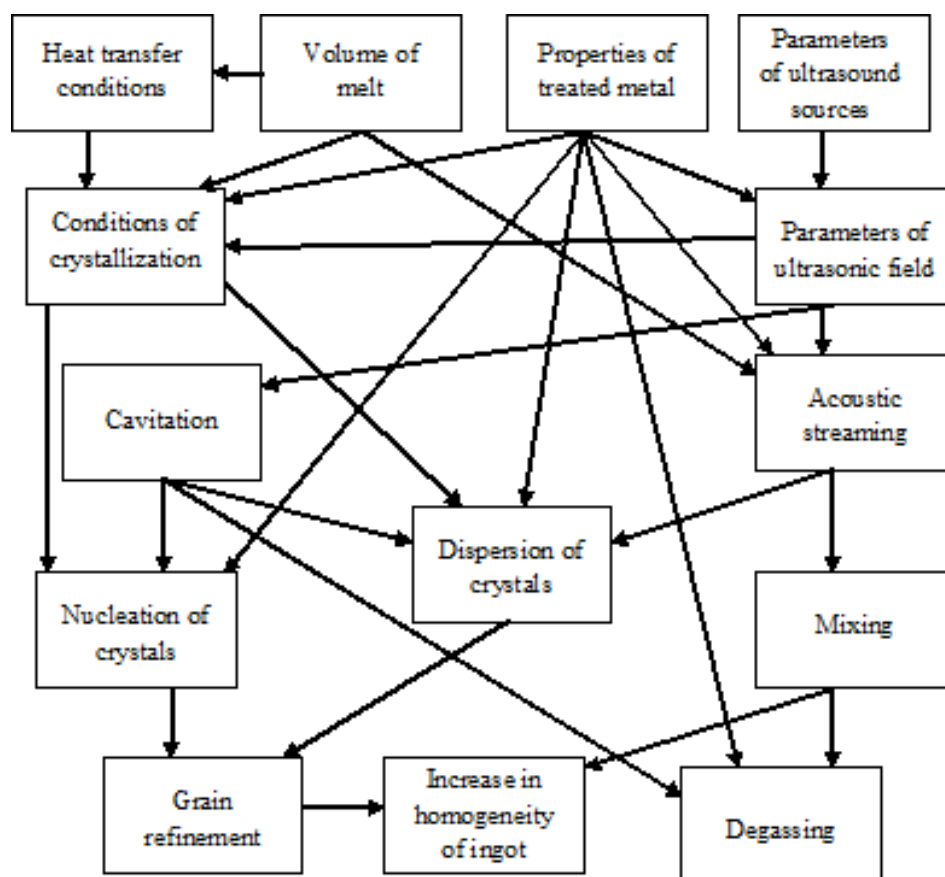 Heat transfer
conditions
Volume of
melt
Properties of
treated metal
Parameters
of ultrasound
sources
Conditions of
crystallization
Parameters of
ultrasonic field
Cavitation
Acoustic
streaming
Dispersion of
crystals
Nucleation of
crystals
Mixing
Grain
refinement
Increase in
homogeneity
of ingot
Degassing